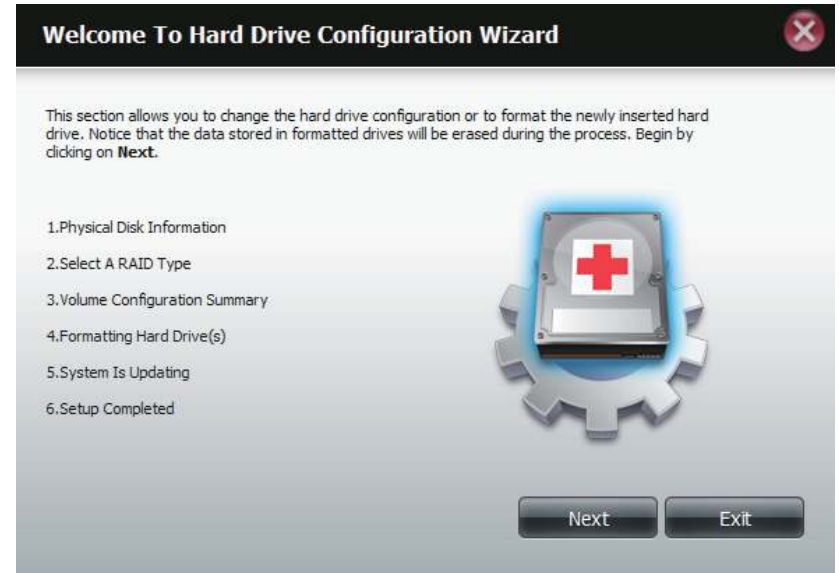 Welcome To Hard Drive Configuration Wizard
This section allows you to change the hard drive configuration or to format the newly inserted hard
drive. Notice that the data stored in formatted drives will be erased during the process. Begin by
clicking on Next.
1.Physical Disk Information
2.Select A RAID Type
3.Volume Configuration Summary
4.Formatting Hard Drive(s)
5.System Is Updating
6.Setup Completed
Next
Exit